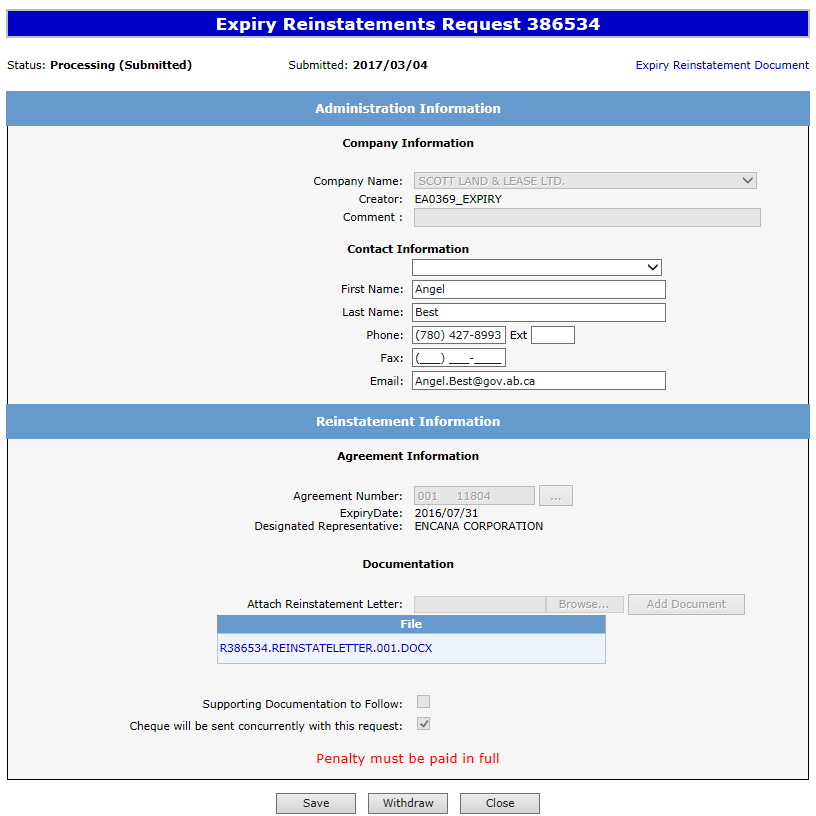 Expiry Reinstatements Request 386534
Status: Processing (Submitted) Submitted: 2017/03/04 Expiry Reinstatement Document
Administration Information
Company Information
Company Name: SCOTT LAND & LEASE LTD.
Creator: EA0369_EXPIRY
Comment :
Contact Information
First Name: Angel
Last Name: Best
Phone: (780) 427-8993 Ext
Fax: (___) ___-____
Email: Angel.Best@gov.ab.ca
Reinstatement Information
Agreement Information
Agreement Number: 001 11804 ...
ExpiryDate: 2016/07/31
Designated Representative: ENCANA CORPORATION
Documentation
Attach Reinstatement Letter: Browse... Add Document
File
R386534.REINSTATELETTER.001.DOCX
Supporting Documentation to Follow:
Cheque will be sent concurrently with this request:
Penalty must be paid in full
Save Withdraw Close